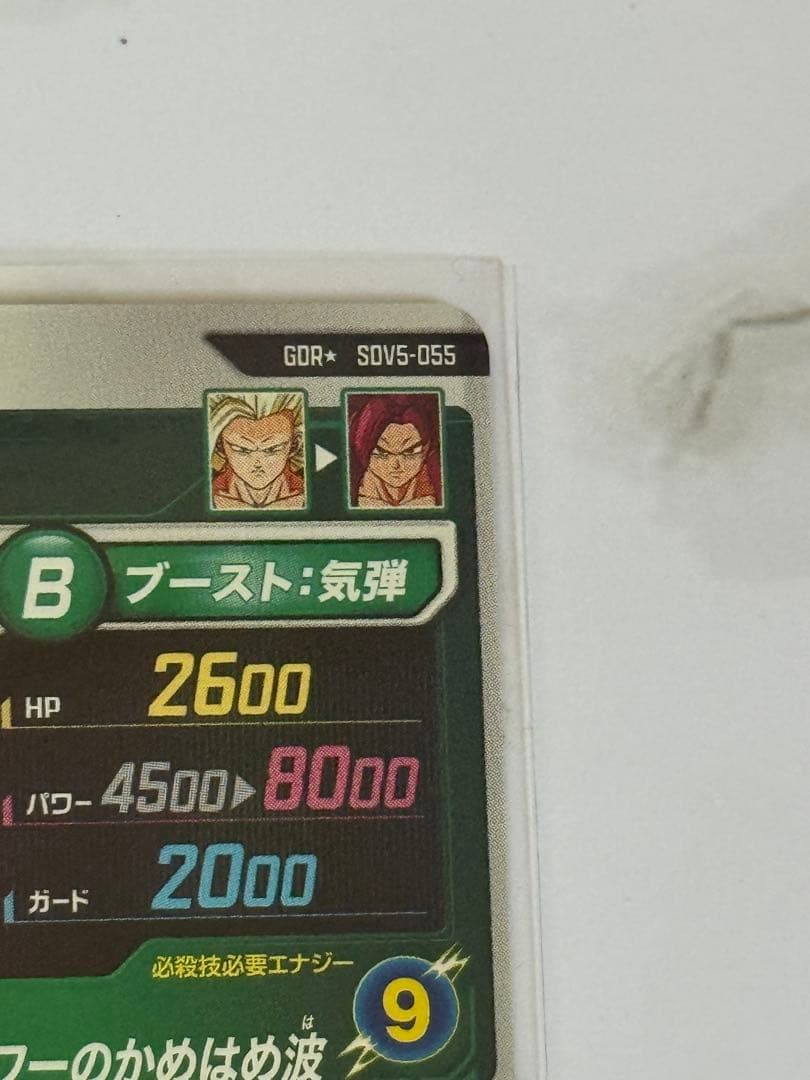 GDR★ SDV5-055
B ブースト:気弾
HP 2600
パワー 4500▶8000
ガード 2000
必殺技必要エナジー
9
は
ワーのかめはめ波